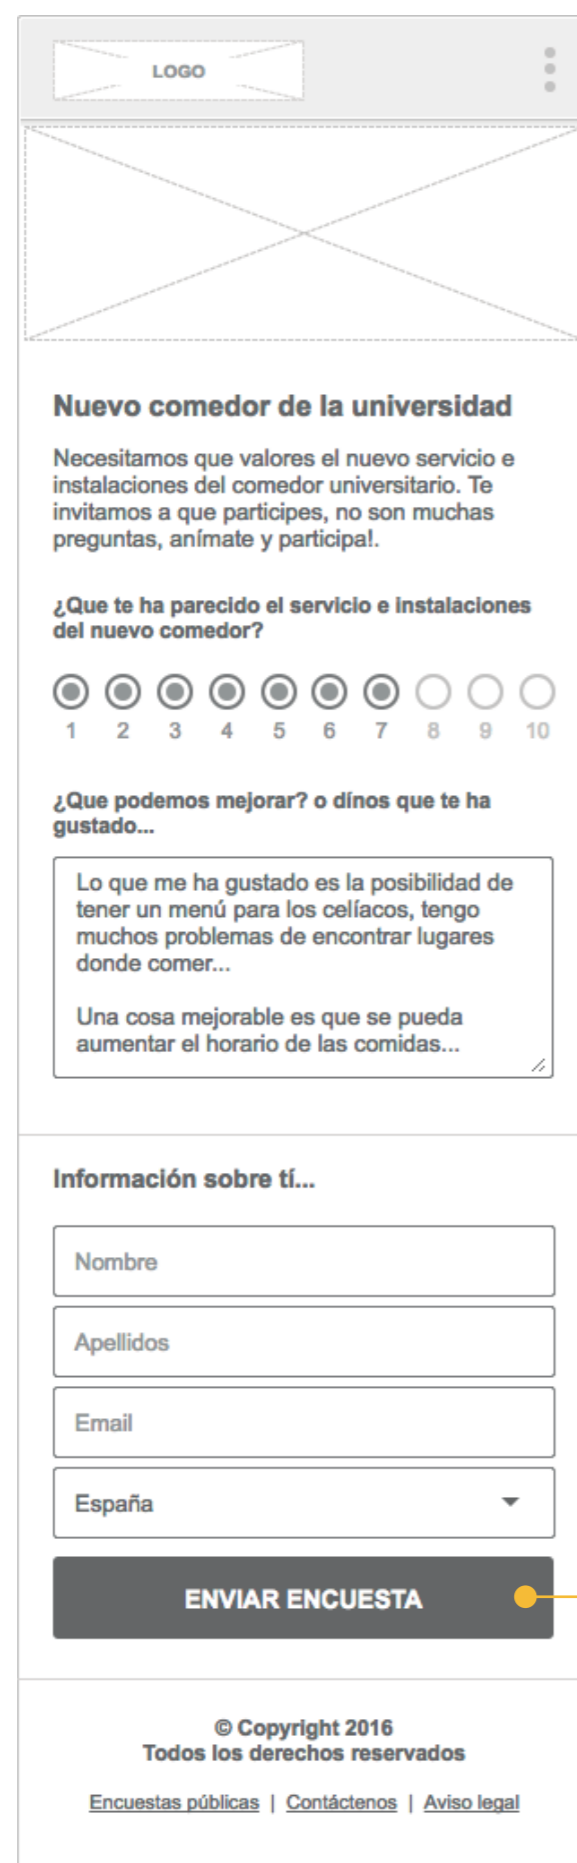 LOGO
Nuevo comedor de la universidad
Necesitamos que valores el nuevo servicio e
instalaciones del comedor universitario. Te
invitamos a que participes, no son muchas
preguntas, anímate y participa!.
¿Que te ha parecido el servicio e instalaciones
del nuevo comedor?
1 2 3 4 5 6 7 8 9 10
¿Que podemos mejorar? o dínos que te ha
gustado...
Lo que me ha gustado es la posibilidad de
tener un menú para los celíacos, tengo
muchos problemas de encontrar lugares
donde comer...
Una cosa mejorable es que se pueda
aumentar el horario de las comidas...
Información sobre tí...
Nombre
Apellidos
Email
España
ENVIAR ENCUESTA
© Copyright 2016
Todos los derechos reservados
Encuestas públicas | Contáctenos | Aviso legal